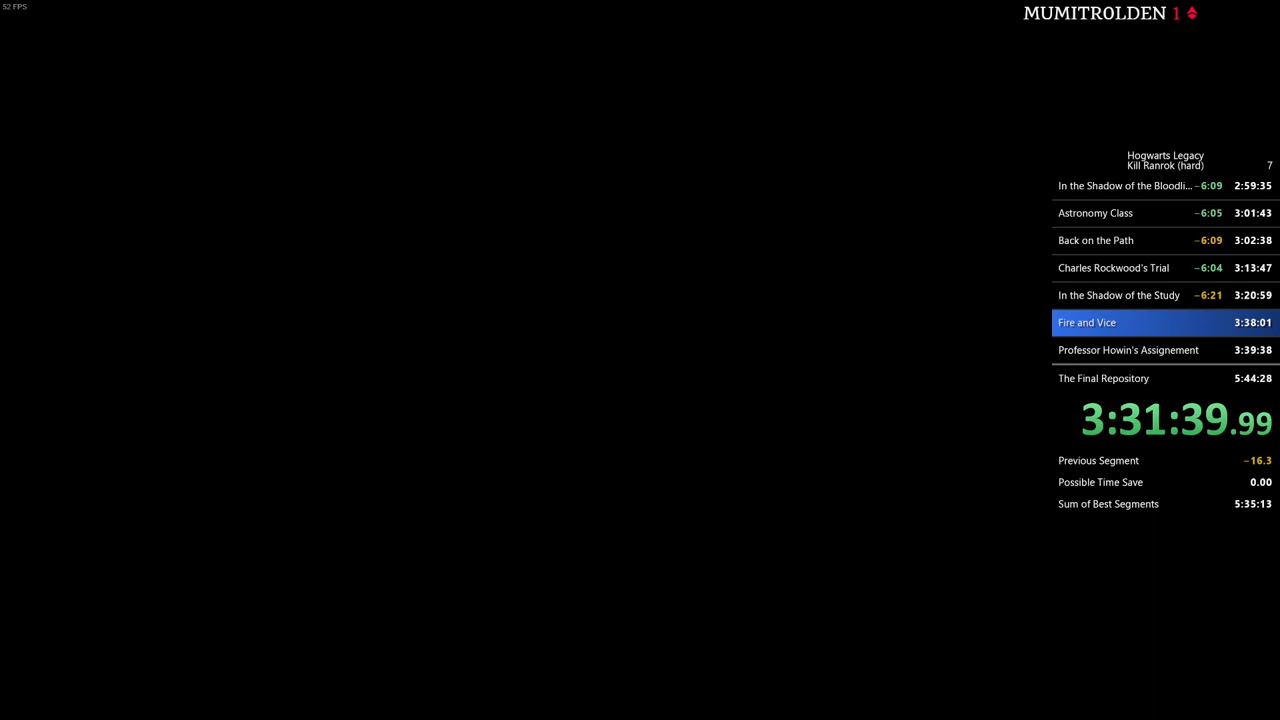 52 FPS
MUMITR0LDEN 1
Hogwarts Legacy
Kill Ranrok (hard) 7
In the Shadow of the Bloodli... −6:09 2:59:35
Astronomy Class −6:05 3:01:43
Back on the Path −6:09 3:02:38
Charles Rockwood's Trial −6:04 3:13:47
In the Shadow of the Study −6:21 3:20:59
Fire and Vice 3:38:01
Professor Howin's Assignement 3:39:38
The Final Repository 5:44:28
3:31:39.99
Previous Segment −16.3
Possible Time Save 0.00
Sum of Best Segments 5:35:13